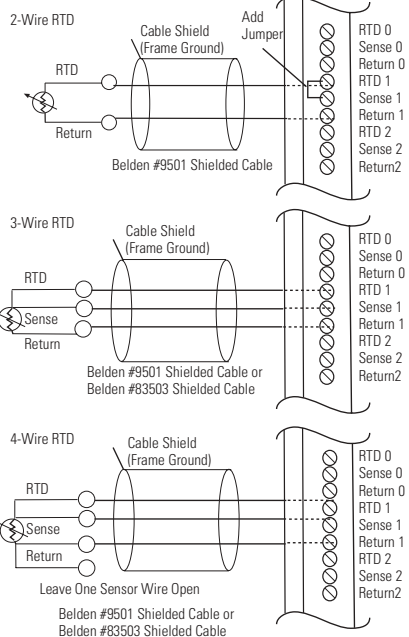 2-Wire RTD
Cable Shield
(Frame Ground)
Add
Jumper
RTD
Return
Belden #9501 Shielded Cable
RTD 0
Sense 0
Return 0
RTD 1
Sense 1
Return 1
RTD 2
Sense 2
Return2
3-Wire RTD
Cable Shield
(Frame Ground)
RTD
Sense
Return
Belden #9501 Shielded Cable or
Belden #83503 Shielded Cable
RTD 0
Sense 0
Return 0
RTD 1
Sense 1
Return 1
RTD 2
Sense 2
Return2
4-Wire RTD
Cable Shield
(Frame Ground)
RTD
Sense
Return
Leave One Sensor Wire Open
Belden #9501 Shielded Cable or
Belden #83503 Shielded Cable
RTD 0
Sense 0
Return 0
RTD 1
Sense 1
Return 1
RTD 2
Sense 2
Return2